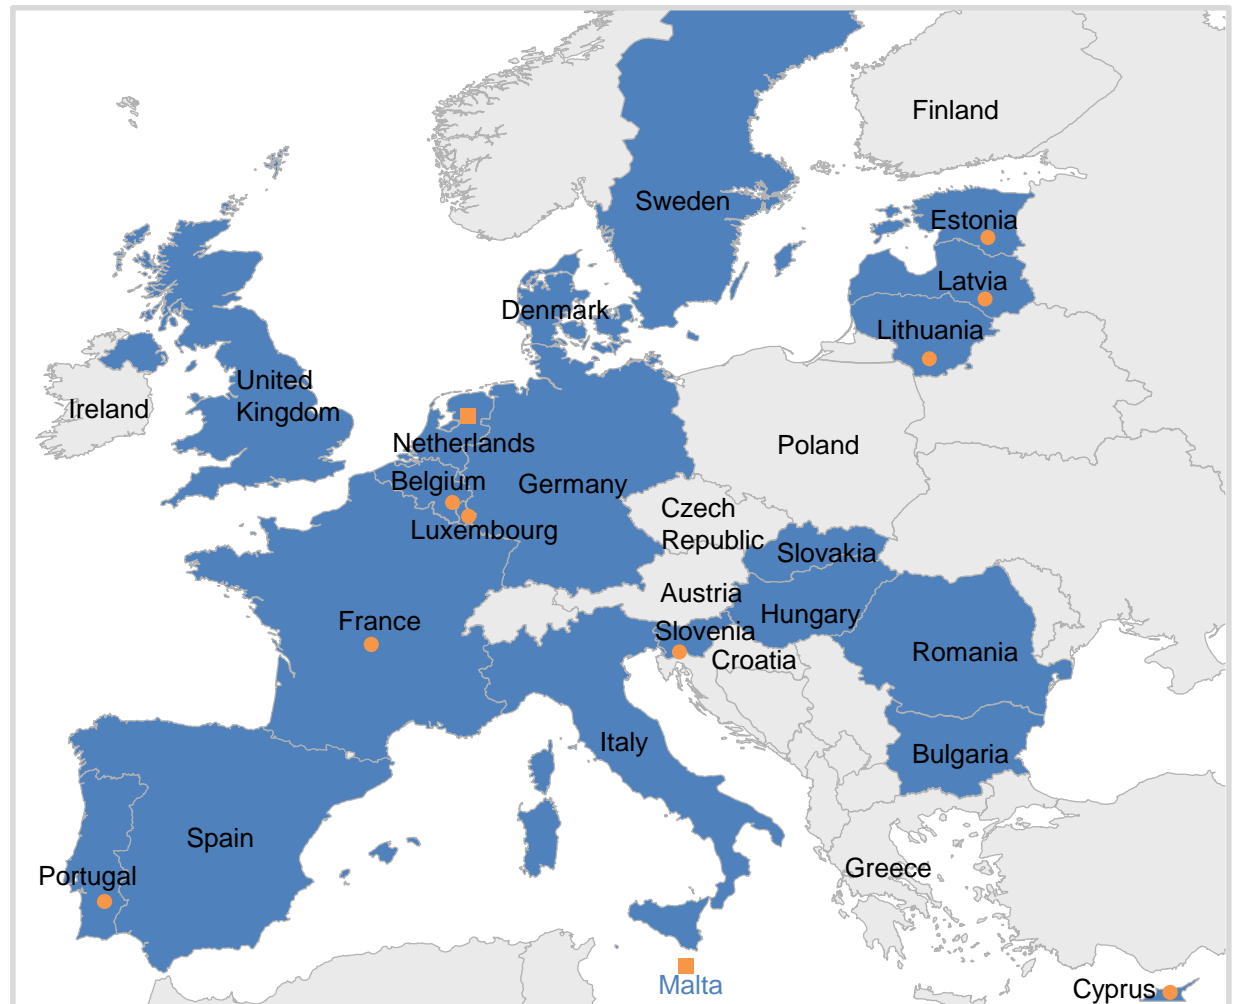 Finland
Sweden
Estonia
Latvia
Denmark
Lithuania
United
Kingdom
Ireland
Netherlands
Poland
Belgium
Germany
Czech
Republic
Luxembourg
Slovakia
Austria
Hungary
France
Slovenia
Croatia
Romania
Italy
Bulgaria
Spain
Greece
Portugal
Malta
Cyprus